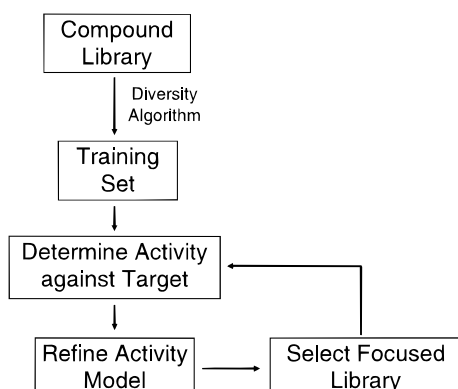 Compound
Library
Diversity
Algorithm
Training
Set
Determine Activity
against Target
Refine Activity
Model
Select Focused
Library